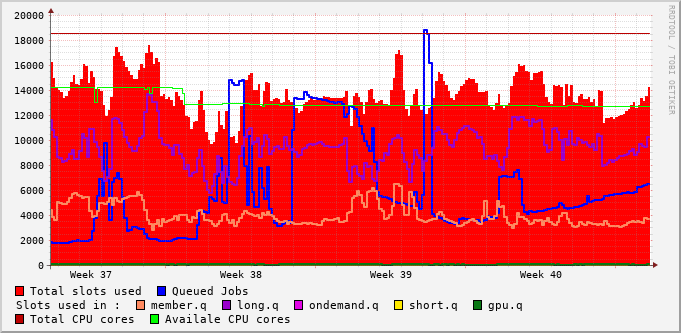 20000
18000
16000
14000
12000
10000
8000
6000
4000
2000
0
Week 37 Week 38 Week 39 Week 40
RRDTOOL / TOBI OETIKER
Total slots used Queued Jobs
Slots used in : member.q long.q ondemand.q short.q gpu.q
Total CPU cores Availale CPU cores